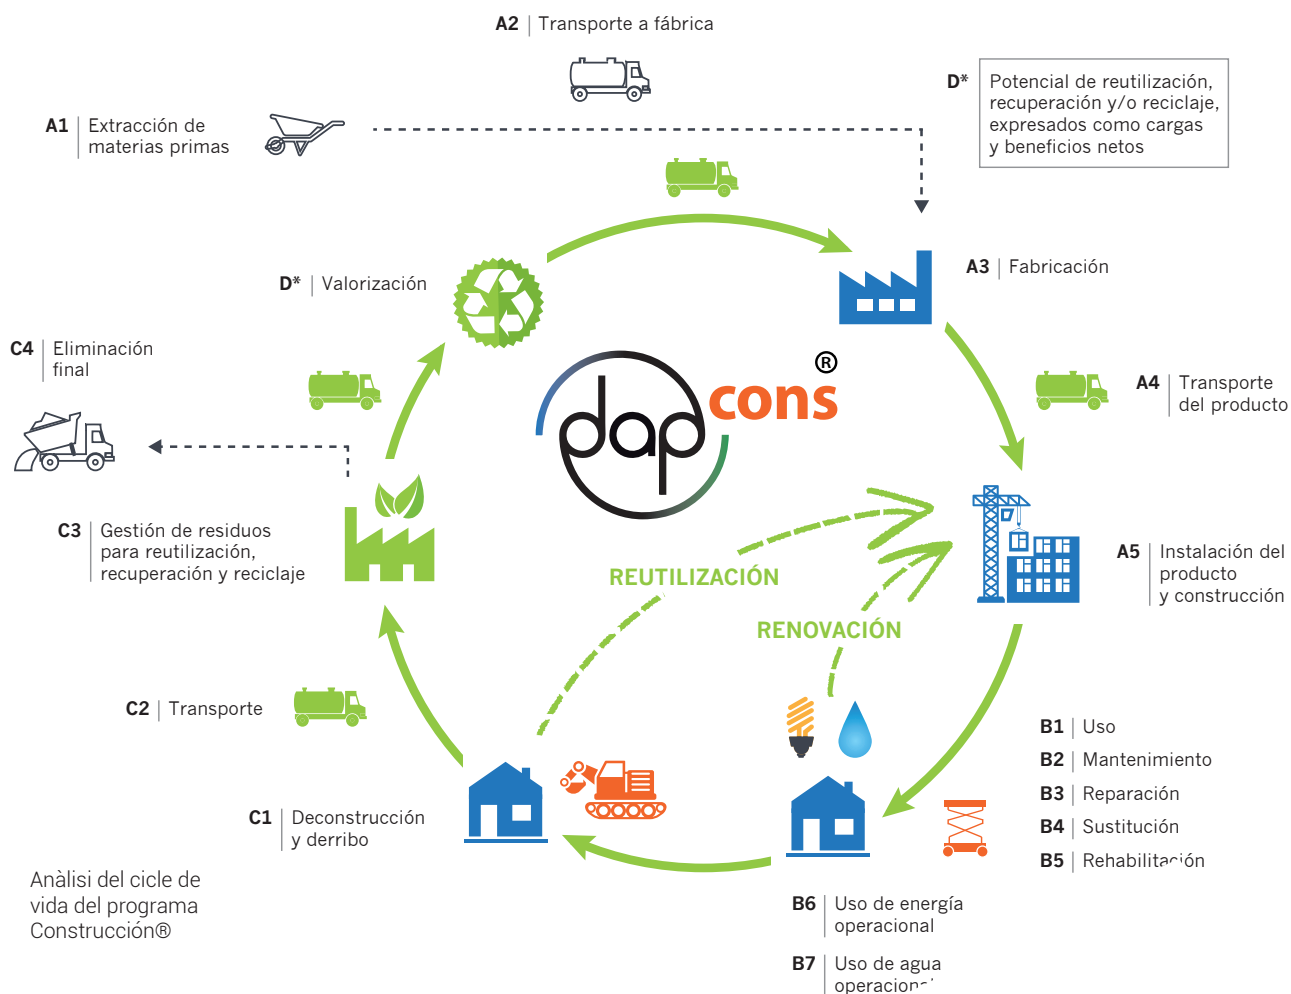 A2 Transporte a fábrica
D* Potencial de reutilización,
recuperación y/o reciclaje,
expresados como cargas
y beneficios netos
A1 Extracción de
materias primas
A3 Fabricación
D* Valorización
C4 Eliminación
final
dap cons ®
A4 Transporte
del producto
C3 Gestión de residuos
para reutilización,
recuperación y reciclaje
A5 Instalación del
producto
y construcción
REUTILIZACIÓN
RENOVACIÓN
C2 Transporte
B1 Uso
B2 Mantenimiento
B3 Reparación
B4 Sustitución
B5 Rehabilitación
C1 Deconstrucción
y derribo
Anàlisi del cicle de
vida del programa
Construcción®
B6 Uso de energía
operacional
B7 Uso de agua
operacional